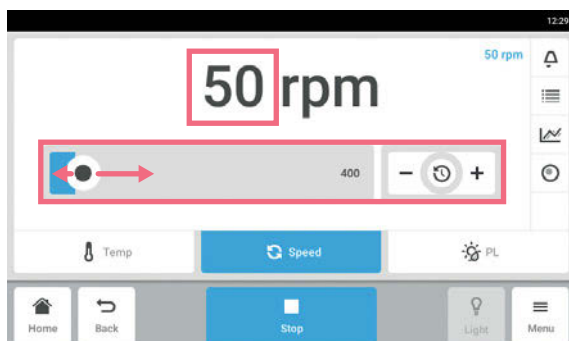 12:29
50 rpm
50 rpm
400
− +
Temp
Speed
PL
Home
Back
Stop
Light
Menu